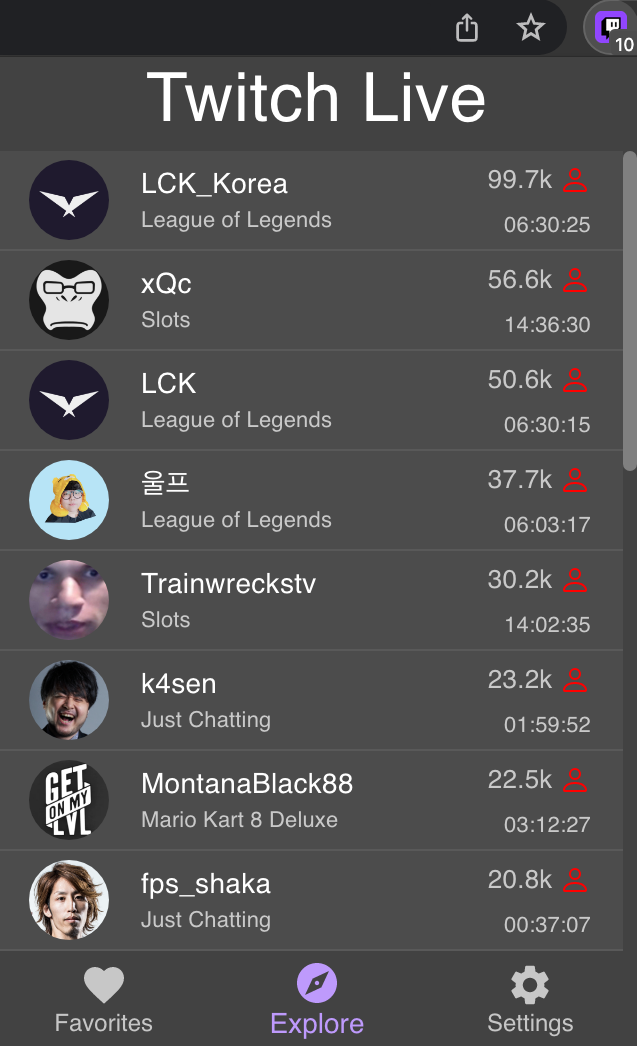 10
Twitch Live
LCK_Korea
99.7k
League of Legends
06:30:25
xQc
56.6k
Slots
14:36:30
LCK
50.6k
League of Legends
06:30:15
울프
37.7k
League of Legends
06:03:17
Trainwreckstv
30.2k
Slots
14:02:35
k4sen
23.2k
Just Chatting
01:59:52
GET
ON MY
LVL
MontanaBlack88
22.5k
Mario Kart 8 Deluxe
03:12:27
fps_shaka
20.8k
Just Chatting
00:37:07
Favorites
Explore
Settings